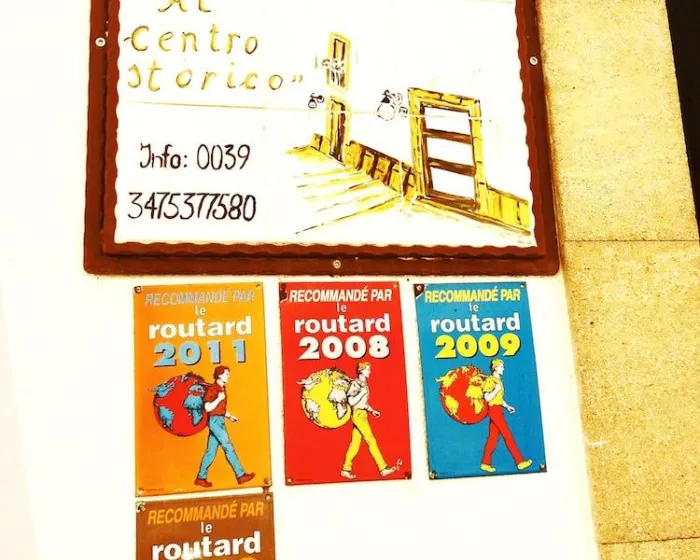 Al
Centro
Storico"
Info: 0039
3475377580
RECOMMANDÉ PAR
le
routard
2011
RECOMMANDÉ PAR
le
routard
2008
RECOMMANDÉ PAR
le
routard
2009
RECOMMANDÉ PAR
le
routard